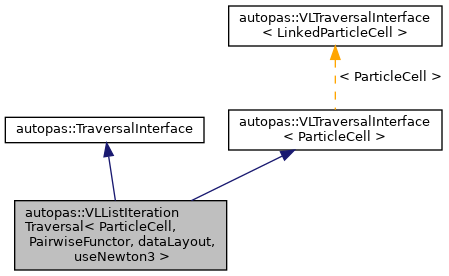 autopas::VLTraversalInterface
< LinkedParticleCell >
< ParticleCell >
autopas::TraversalInterface
autopas::VLTraversalInterface
< ParticleCell >
autopas::VLListIteration
Traversal< ParticleCell,
PairwiseFunctor, dataLayout,
useNewton3 >